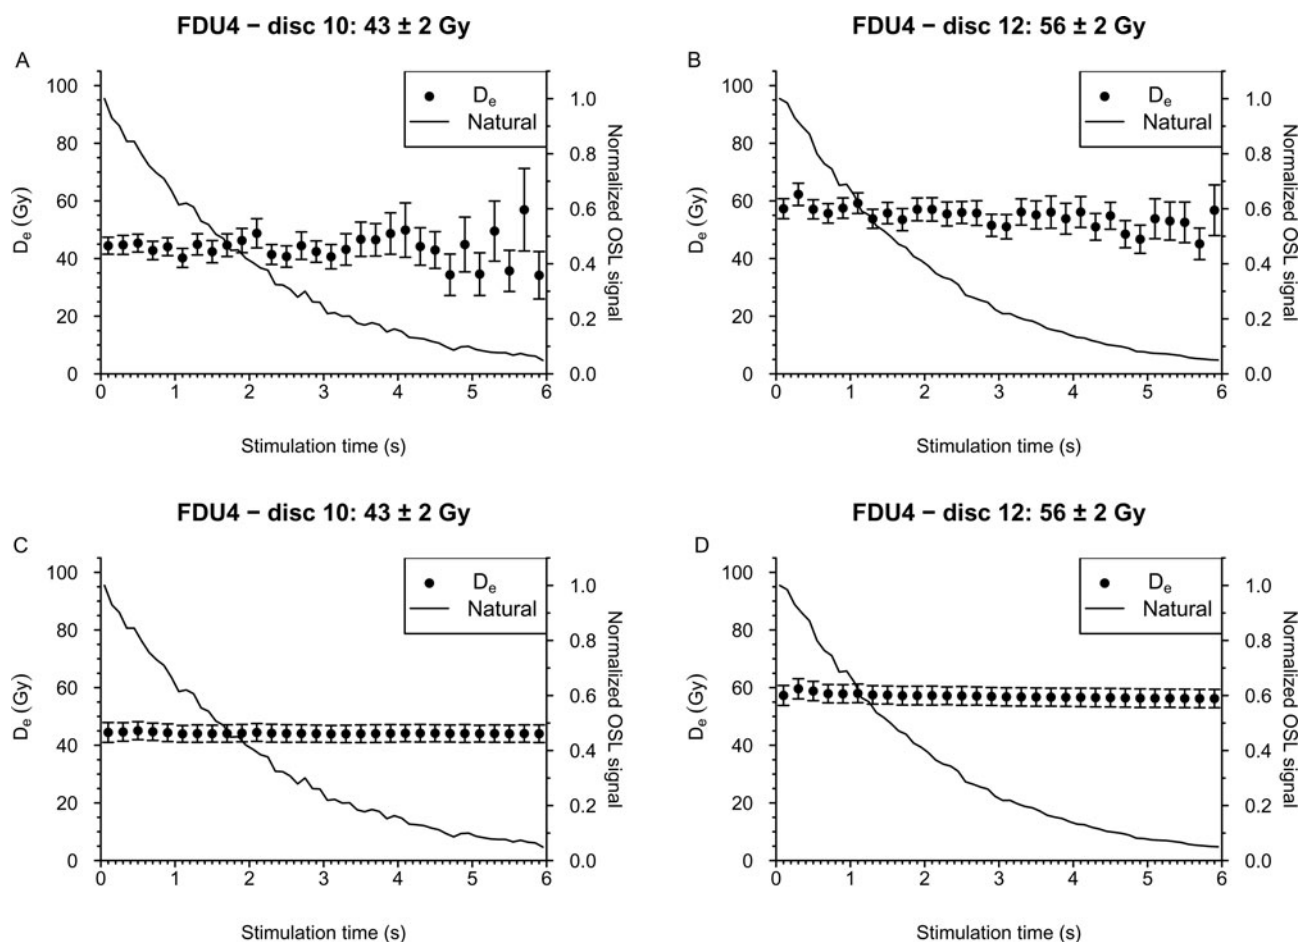 FDU4 − disc 10: 43 ± 2 Gy
A
De
Natural
De (Gy)
100
80
60
40
20
0
1.0
0.8
0.6
0.4
0.2
0.0
Normalized OSL signal
0 1 2 3 4 5 6
Stimulation time (s)
FDU4 − disc 12: 56 ± 2 Gy
B
De
Natural
De (Gy)
100
80
60
40
20
0
1.0
0.8
0.6
0.4
0.2
0.0
Normalized OSL signal
0 1 2 3 4 5 6
Stimulation time (s)
FDU4 − disc 10: 43 ± 2 Gy
C
De
Natural
De (Gy)
100
80
60
40
20
0
1.0
0.8
0.6
0.4
0.2
0.0
Normalized OSL signal
0 1 2 3 4 5 6
Stimulation time (s)
FDU4 − disc 12: 56 ± 2 Gy
D
De
Natural
De (Gy)
100
80
60
40
20
0
1.0
0.8
0.6
0.4
0.2
0.0
Normalized OSL signal
0 1 2 3 4 5 6
Stimulation time (s)